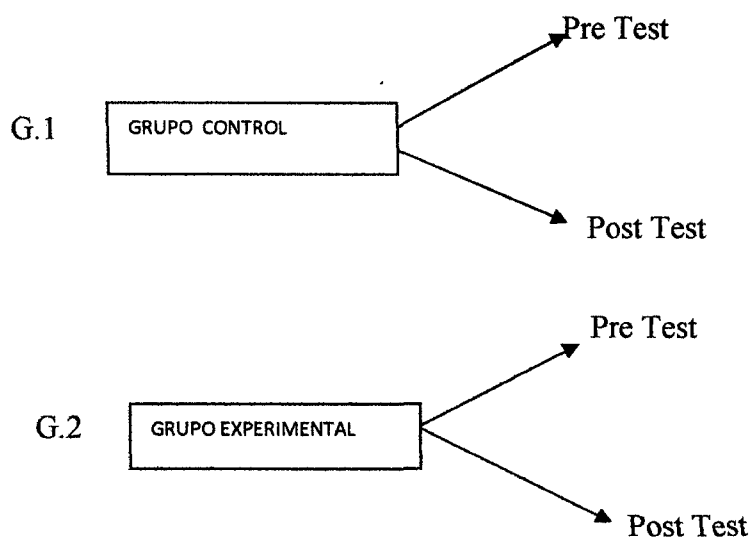 Pre Test
G.1 GRUPO CONTROL
Post Test
Pre Test
G.2 GRUPO EXPERIMENTAL
Post Test